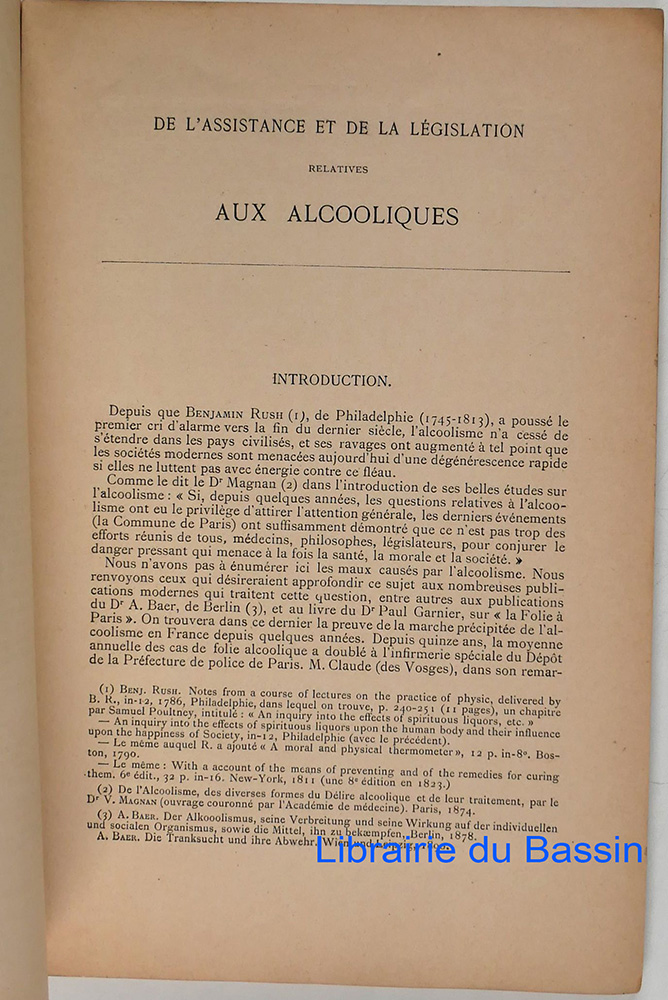 DE L'ASSISTANCE ET DE LA LÉGISLATION
RELATIVES
AUX ALCOOLIQUES
INTRODUCTION.
Depuis que BENJAMIN RUSH (1), de Philadelphie (1745-1813), a poussé le
premier cri d'alarme vers la fin du dernier siècle, l'alcoolisme n'a cessé de
s'étendre dans les pays civilisés, et ses ravages ont augmenté à tel point que
les sociétés modernes sont menacées aujourd'hui d'une dégénérescence rapide
si elles ne luttent pas avec énergie contre ce fléau.
Comme le dit le Dr Magnan (2) dans l'introduction de ses belles études sur
l'alcoolisme : « Si, depuis quelques années, les questions relatives à l'alcoo-
lisme ont eu le privilège d'attirer l'attention générale, les derniers événements
(la Commune de Paris) ont suffisamment démontré que ce n'est pas trop des
efforts réunis de tous, médecins, philosophes, législateurs, pour conjurer le
danger pressant qui menace à la fois la santé, la morale et la société. »
Nous n'avons pas à énumérer ici les maux causés par l'alcoolisme. Nous
renvoyons ceux qui désireraient approfondir ce sujet aux nombreuses publi-
cations modernes qui traitent cette question, entre autres aux publications
du Dr A. Baer, de Berlin (3), et au livre du Dr Paul Garnier, sur « la Folie à
Paris ». On trouvera dans ce dernier la preuve de la marche précipitée de l'al-
coolisme en France depuis quelques années. Depuis quinze ans, la moyenne
annuelle des cas de folie alcoolique a doublé à l'infirmerie spéciale du Dépôt
de la Préfecture de police de Paris. M. Claude (des Vosges), dans son remar-
(1) BENJ. RUSH. Notes from a course of lectures on the practice of physic, delivered by
B. R., in-12, 1786, Philadelphie, dans lequel on trouve, p. 240-251 (11 pages), un chapitre
par Samuel Poultney, intitulé : « An inquiry into the effects of spirituous liquors, etc. »
— An inquiry into the effects of spirituous liquors upon the human body and their influence
upon the happiness of Society, in-12, Philadelphie (avec le précédent).
— Le même auquel R. a ajouté « A moral and physical thermometer », 12 p. in-8º. Bos-
ton, 1790.
— Le même : With a account of the means of preventing and of the remedies for curing
them. 6e édit., 32 p. in-16. New-York, 1811 (une 8e édition en 1823.)
(2) De l'Alcoolisme, des diverses formes du Délire alcoolique et de leur traitement, par le
Dr V. MAGNAN (ouvrage couronné par l'Académie de médecine). Paris, 1874.
(3) A. BAER. Der Alkooolismus, seine Verbreitung und seine Wirkung auf der individuellen
und socialen Organismus, sowie die Mittel, ihn zu bekæmpfen, Berlin, 1878.
A. BAER. Die Tranksucht und ihre Abwehr. Wien und Leipzig,
Librairie du Bassin